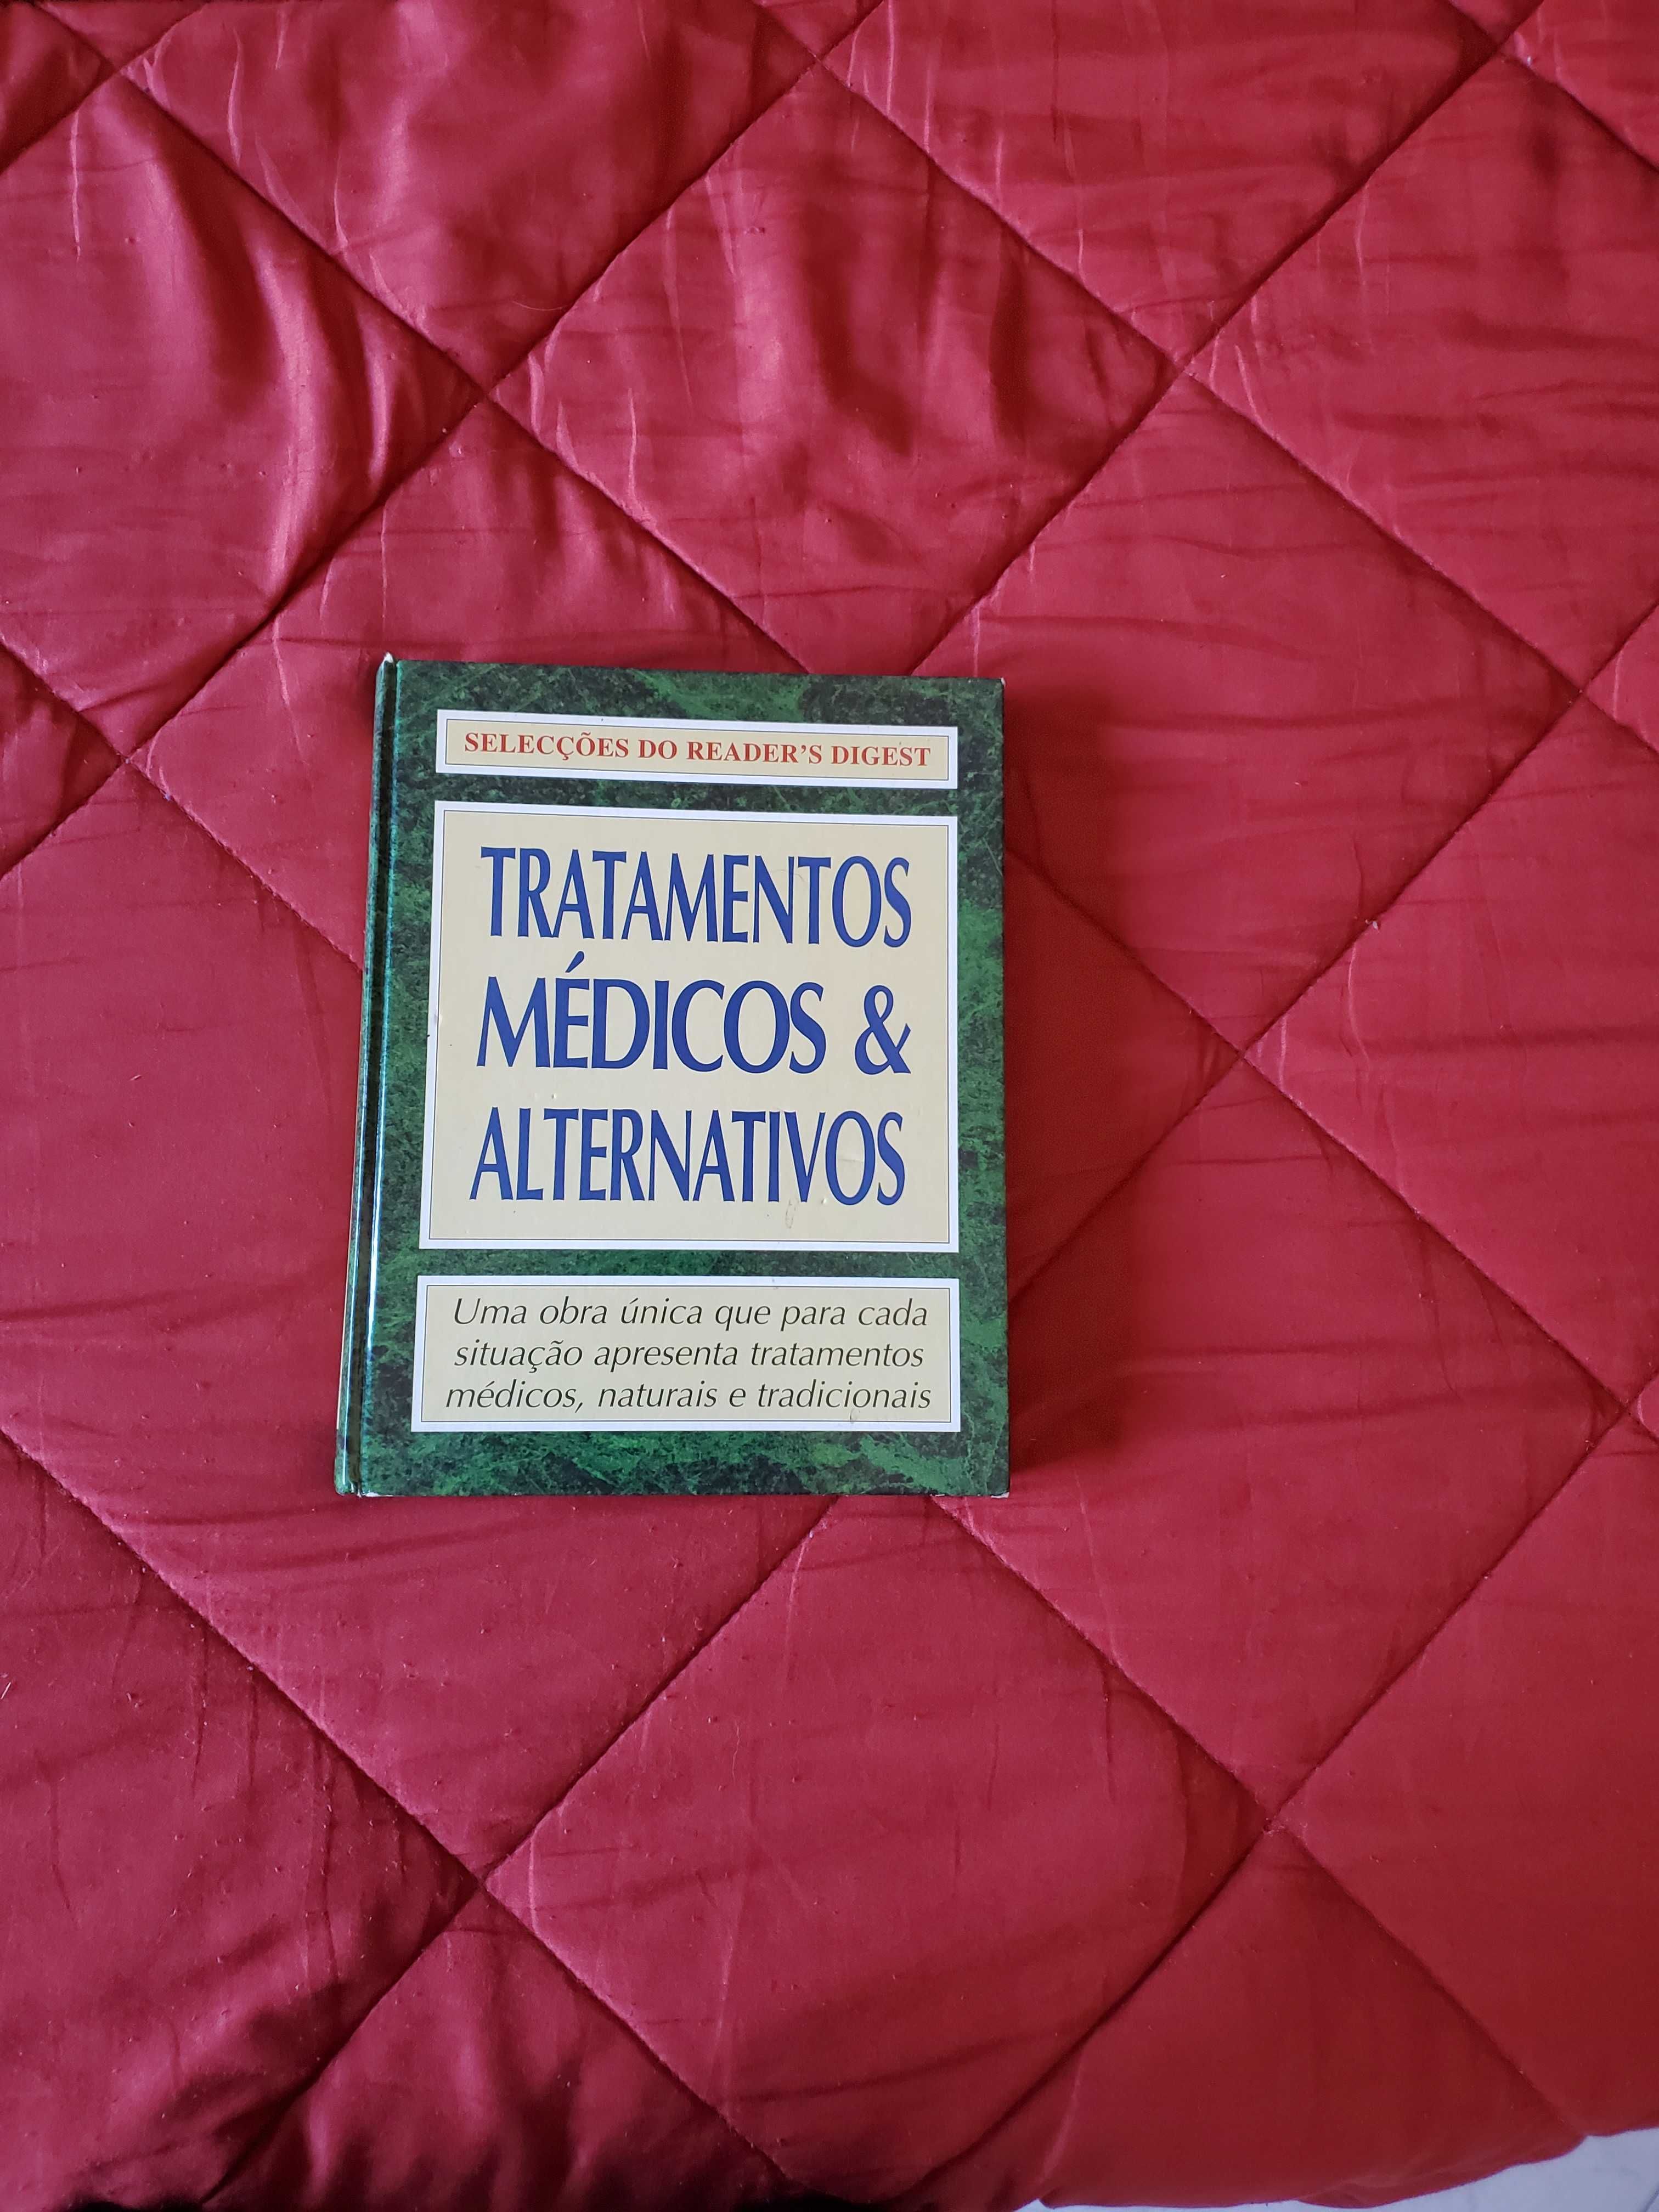 SELECÇÕES DO READER'S DIGEST
TRATAMENTOS
MÉDICOS &
ALTERNATIVOS
Uma obra única que para cada
situação apresenta tratamentos
médicos, naturais e tradicionais